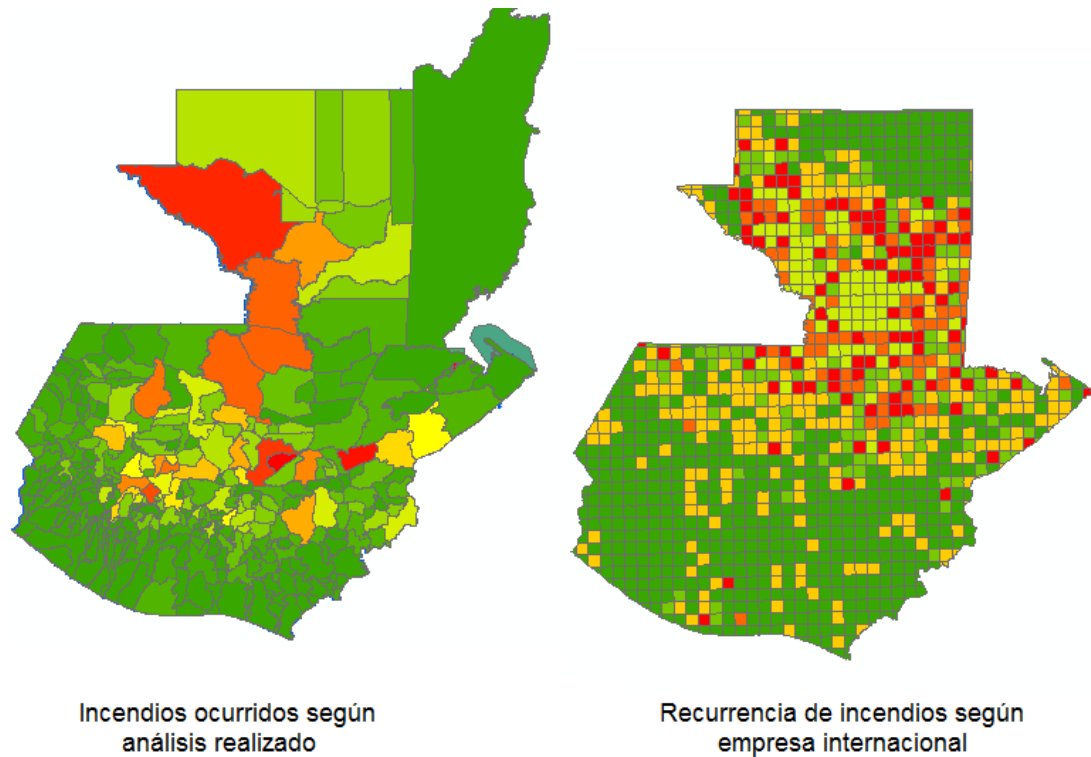 Incendios ocurridos según
análisis realizado
Recurrencia de incendios según
empresa internacional